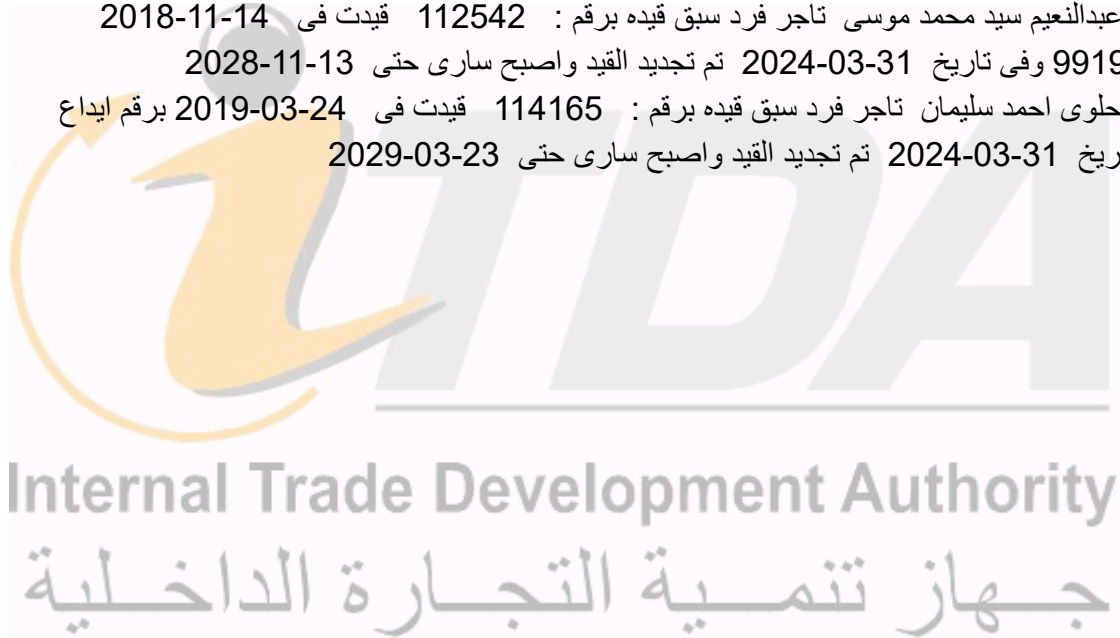 عبدالنعيم سيد محمد موسى تاجر فرد سبق قيده برقم : 112542 قيدت فى 14-11-2018
9919 وفى تاريخ 31-03-2024 تم تجديد القيد واصبح سارى حتى 13-11-2028
حلوى احمد سليمان تاجر فرد سبق قيده برقم : 114165 قيدت فى 24-03-2019 برقم ايداع
ريخ 31-03-2024 تم تجديد القيد واصبح سارى حتى 23-03-2029
iTDA
Internal Trade Development Authority
جهاز تنمية التجارة الداخلية